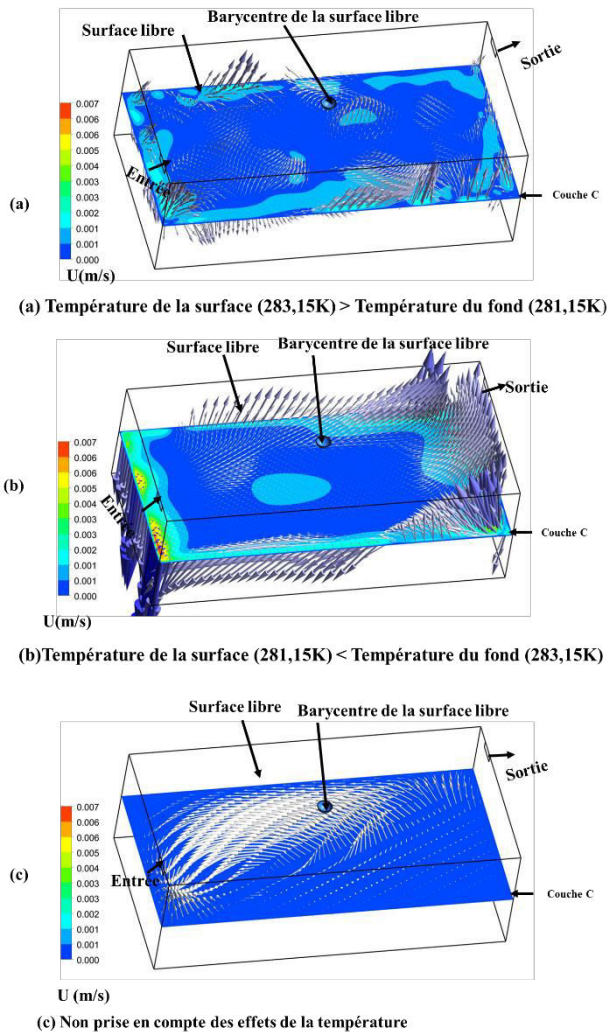 Barycentre de la surface libre
Surface libre
Sortie
0.007
0.006
0.006
0.005
0.004
0.003
0.003
0.002
0.001
0.001
0.000
Entrée
Couche C
(a)
U(m/s)
(a) Température de la surface (283,15K) > Température du fond (281,15K)
Surface libre
Barycentre de la surface libre
Sortie
0.007
0.006
0.006
0.005
0.004
0.003
0.003
0.002
0.001
0.001
0.000
(b)
Entrée
Couche C
U(m/s)
(b)Température de la surface (281,15K) < Température du fond (283,15K)
Surface libre
Barycentre de la surface libre
Sortie
0.007
0.006
0.006
0.005
0.004
0.003
0.003
0.002
0.001
0.001
0.000
(c)
Entrée
Couche C
U (m/s)
(c) Non prise en compte des effets de la température